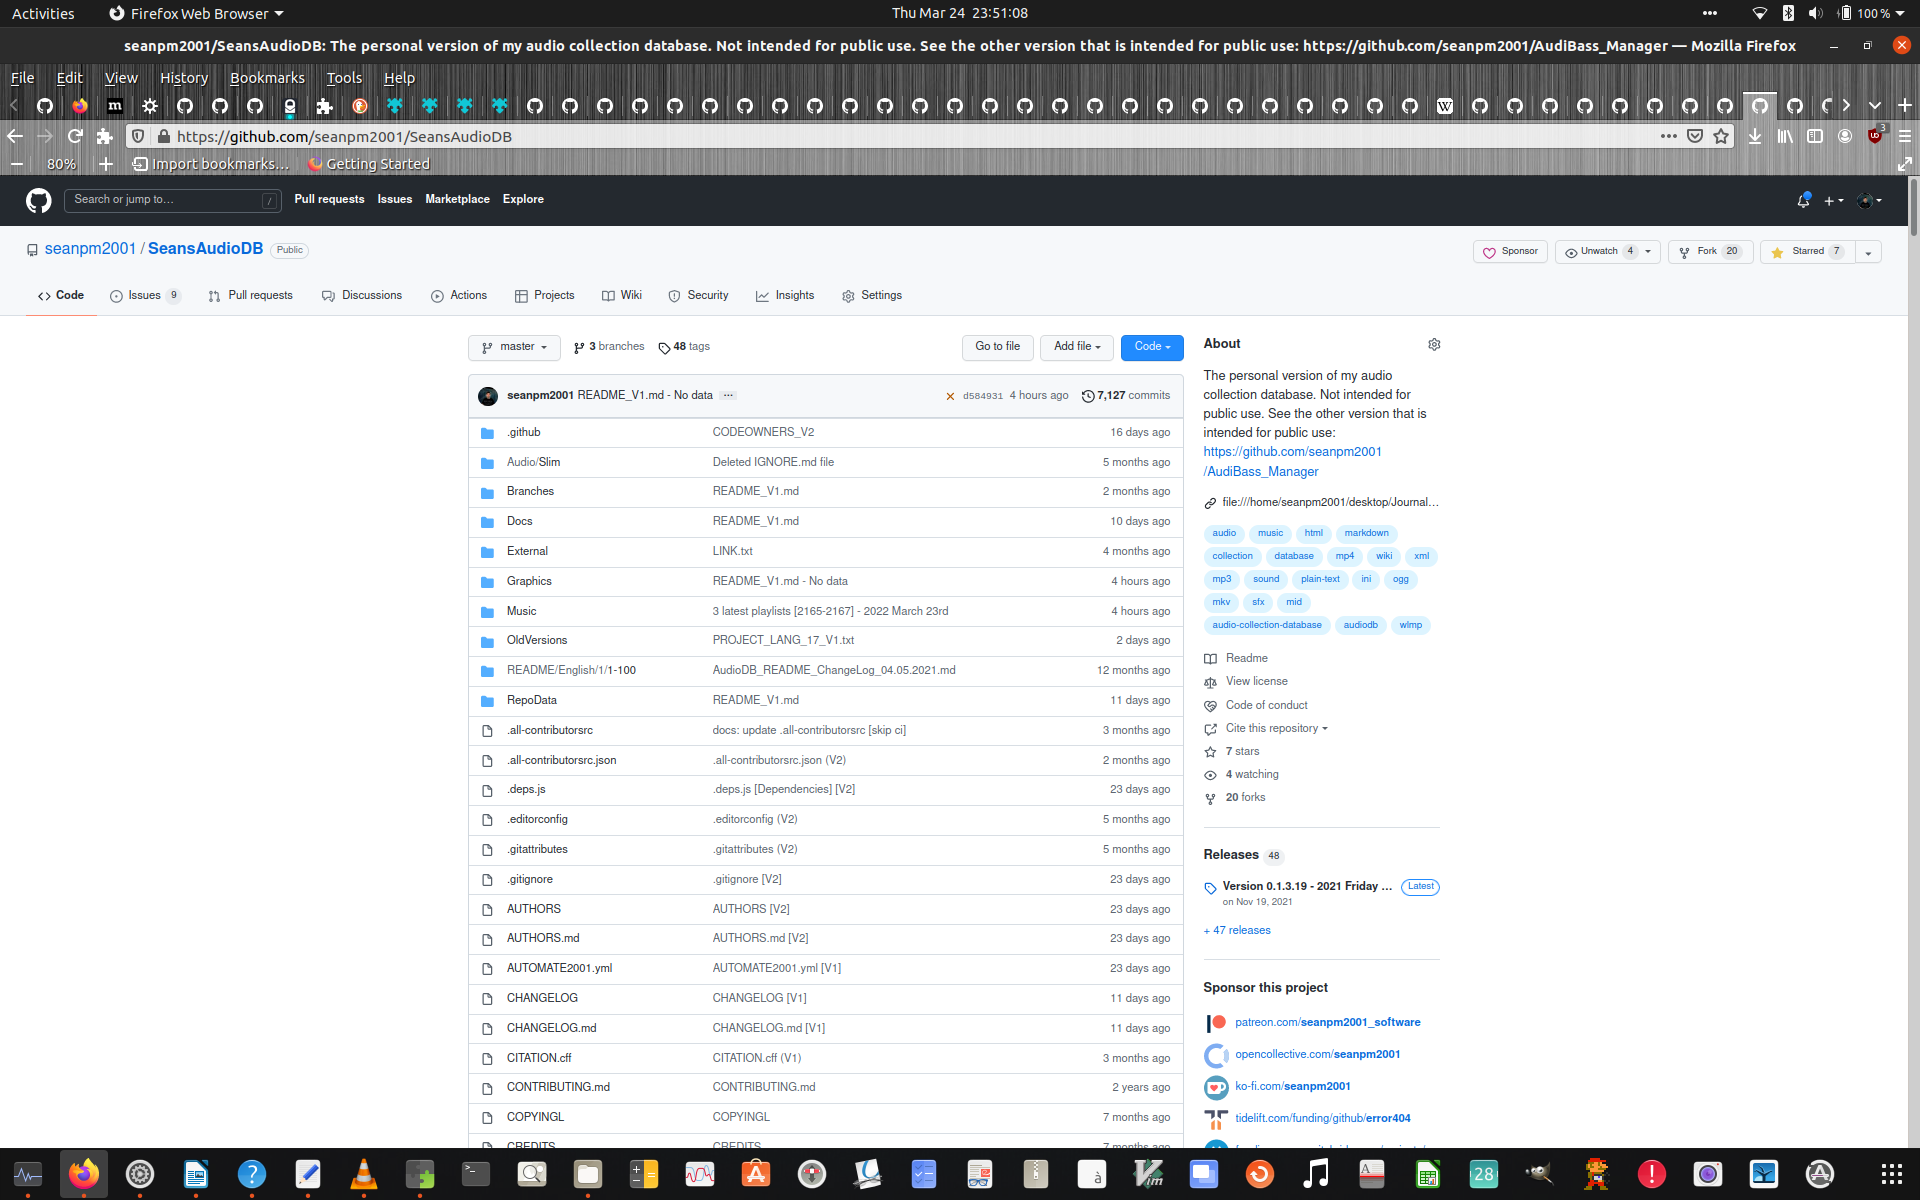 Activities
Firefox Web Browser
Thu Mar 24 23:51:08
100 %
seanpm2001/SeansAudioDB: The personal version of my audio collection database. Not intended for public use. See the other version that is intended for public use: https://github.com/seanpm2001/AudiBass_Manager — Mozilla Firefox
File Edit View History Bookmarks Tools Help
https://github.com/seanpm2001/SeansAudioDB
3
80%
Import bookmarks...
Getting Started
Search or jump to...
/
Pull requests Issues Marketplace Explore
seanpm2001 / SeansAudioDB Public
Sponsor
Unwatch 4
Fork 20
Starred 7
Code
Issues 9
Pull requests
Discussions
Actions
Projects
Wiki
Security
Insights
Settings
master
3 branches
48 tags
Go to file
Add file
Code
seanpm2001 README_V1.md - No data ...
d584931 4 hours ago
7,127 commits
.github CODEOWNERS_V2 16 days ago
Audio/Slim Deleted IGNORE.md file 5 months ago
Branches README_V1.md 2 months ago
Docs README_V1.md 10 days ago
External LINK.txt 4 months ago
Graphics README_V1.md - No data 4 hours ago
Music 3 latest playlists [2165-2167] - 2022 March 23rd 4 hours ago
OldVersions PROJECT_LANG_17_V1.txt 2 days ago
README/English/1/1-100 AudioDB_README_ChangeLog_04.05.2021.md 12 months ago
RepoData README_V1.md 11 days ago
.all-contributorsrc docs: update .all-contributorsrc [skip ci] 3 months ago
.all-contributorsrc.json .all-contributorsrc.json (V2) 2 months ago
.deps.js .deps.js [Dependencies] [V2] 23 days ago
.editorconfig .editorconfig (V2) 5 months ago
.gitattributes .gitattributes (V2) 5 months ago
.gitignore .gitignore [V2] 23 days ago
AUTHORS AUTHORS [V2] 23 days ago
AUTHORS.md AUTHORS.md [V2] 23 days ago
AUTOMATE2001.yml AUTOMATE2001.yml [V1] 23 days ago
CHANGELOG CHANGELOG [V1] 11 days ago
CHANGELOG.md CHANGELOG.md [V1] 11 days ago
CITATION.cff CITATION.cff (V1) 3 months ago
CONTRIBUTING.md CONTRIBUTING.md 2 years ago
COPYINGL COPYINGL 7 months ago
CREDITS CREDITS 7 months ago
About
The personal version of my audio
collection database. Not intended for
public use. See the other version that is
intended for public use:
https://github.com/seanpm2001
/AudiBass_Manager
file:///home/seanpm2001/desktop/Journal...
audio music html markdown
collection database mp4 wiki xml
mp3 sound plain-text ini ogg
mkv sfx mid
audio-collection-database audiodb wlmp
Readme
View license
Code of conduct
Cite this repository
7 stars
4 watching
20 forks
Releases 48
Version 0.1.3.19 - 2021 Friday ... Latest
on Nov 19, 2021
+ 47 releases
Sponsor this project
patreon.com/seanpm2001_software
opencollective.com/seanpm2001
ko-fi.com/seanpm2001
tidelift.com/funding/github/error404
28